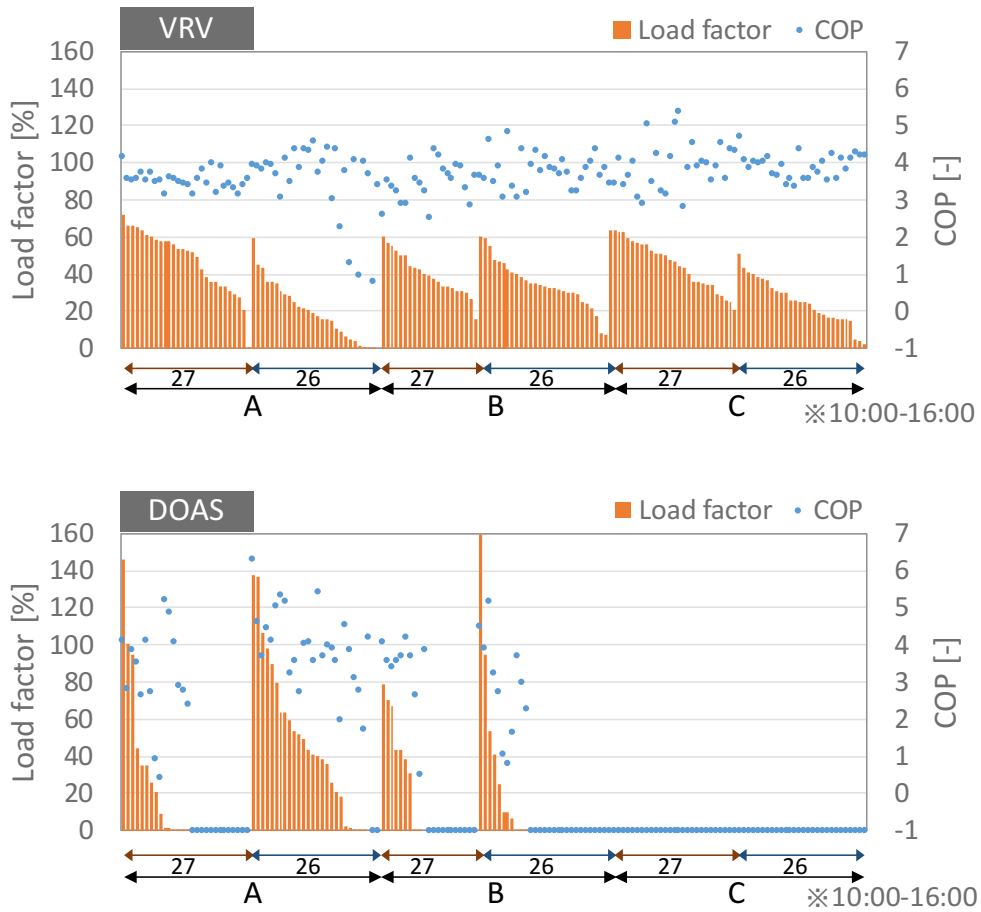 VRV
Load factor COP
160 7
140 6
120 5
100 4
80 3
60 2
40 1
20 0
0 -1
Load factor [%]
COP [-]
27 26 27 26 27 26
A B C
※10:00-16:00
DOAS
Load factor COP
160 7
140 6
120 5
100 4
80 3
60 2
40 1
20 0
0 -1
Load factor [%]
COP [-]
27 26 27 26 27 26
A B C
※10:00-16:00